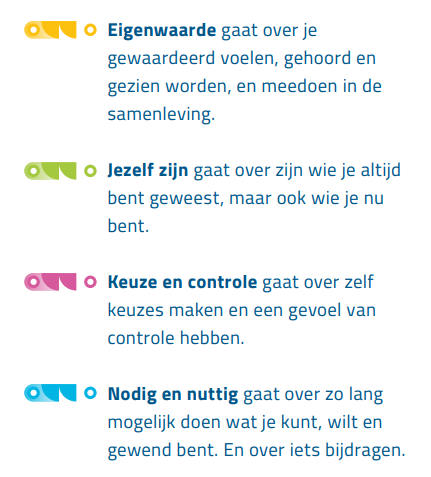 Eigenwaarde gaat over je
gewaardeerd voelen, gehoord en
gezien worden, en meedoen in de
samenleving.
Jezelf zijn gaat over zijn wie je altijd
bent geweest, maar ook wie je nu
bent.
Keuze en controle gaat over zelf
keuzes maken en een gevoel van
controle hebben.
Nodig en nuttig gaat over zo lang
mogelijk doen wat je kunt, wilt en
gewend bent. En over iets bijdragen.